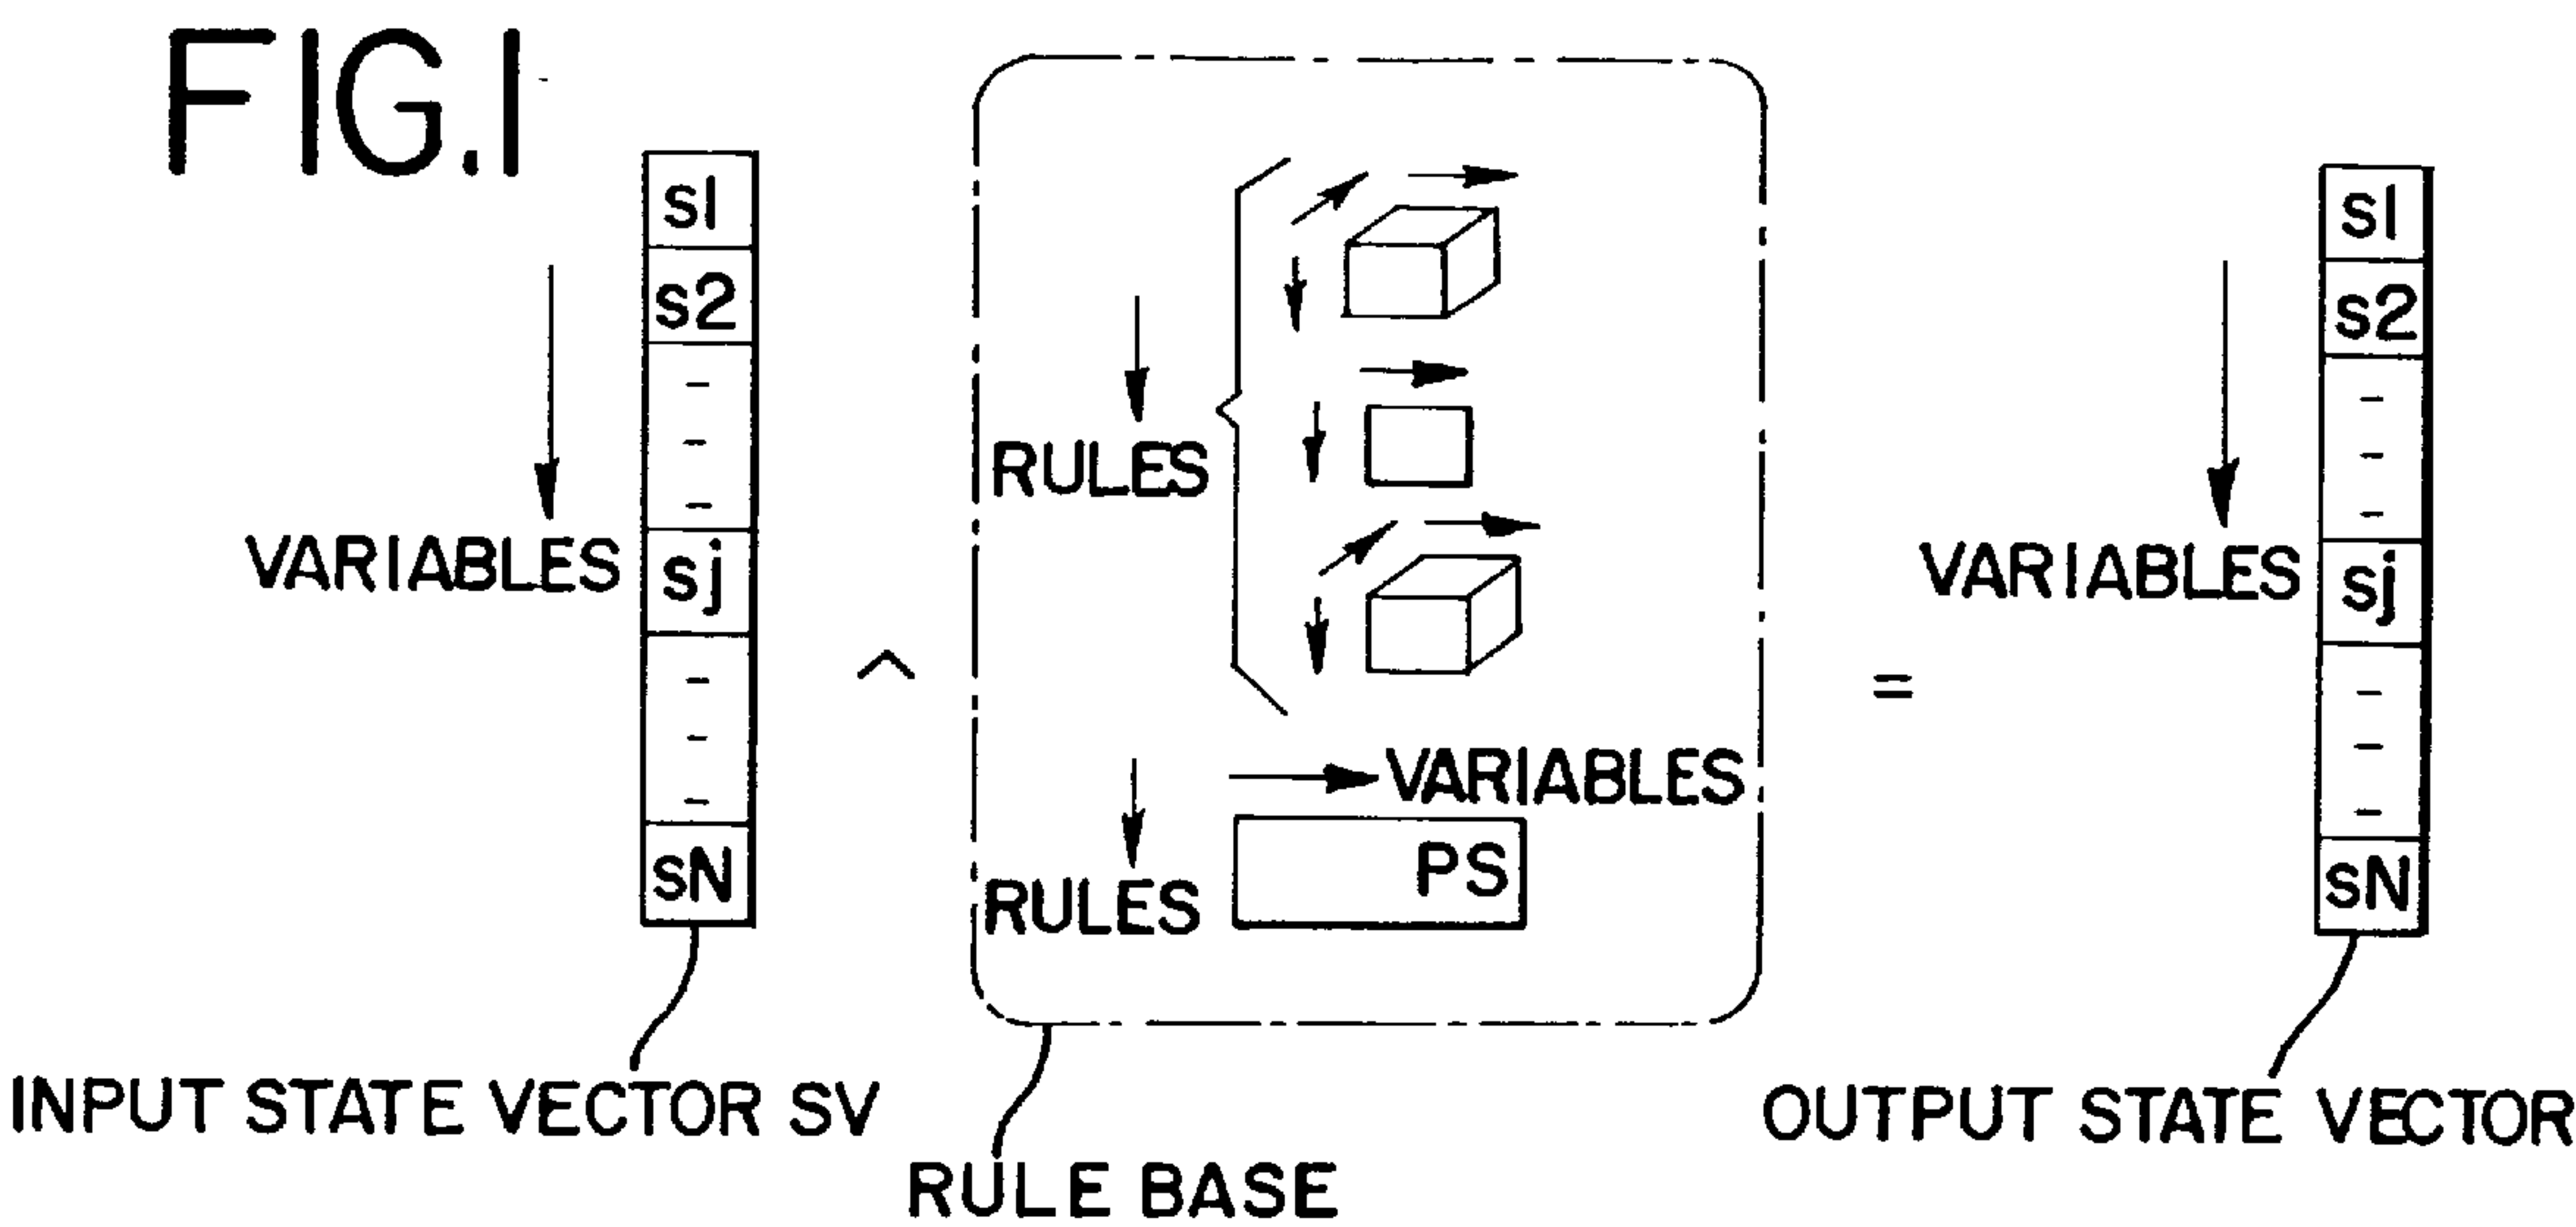 FIG.1
s1
s2
-
-
-
VARIABLES
sj
-
-
-
sN
INPUT STATE VECTOR SV
^
RULES
VARIABLES
RULES
PS
RULE BASE
=
s1
s2
-
-
-
VARIABLES
sj
-
-
-
sN
OUTPUT STATE VECTOR